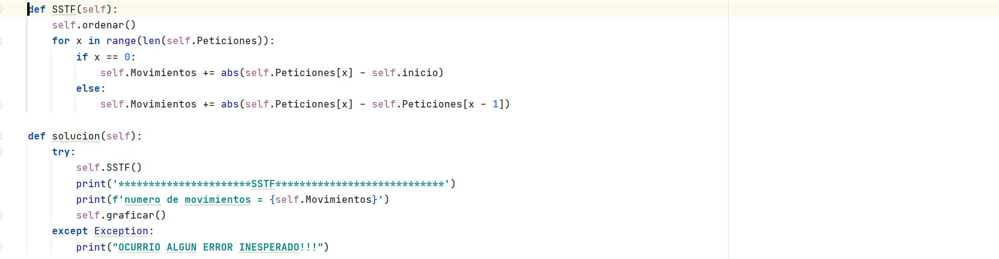 def SSTF(self):
    self.ordenar()
    for x in range(len(self.Peticiones)):
        if x == 0:
            self.Movimientos += abs(self.Peticiones[x] - self.inicio)
        else:
            self.Movimientos += abs(self.Peticiones[x] - self.Peticiones[x - 1])

def solucion(self):
    try:
        self.SSTF()
        print('**********************SSTF****************************')
        print(f'numero de movimientos = {self.Movimientos}')
        self.graficar()
    except Exception:
        print("OCURRIO ALGUN ERROR INESPERADO!!!")